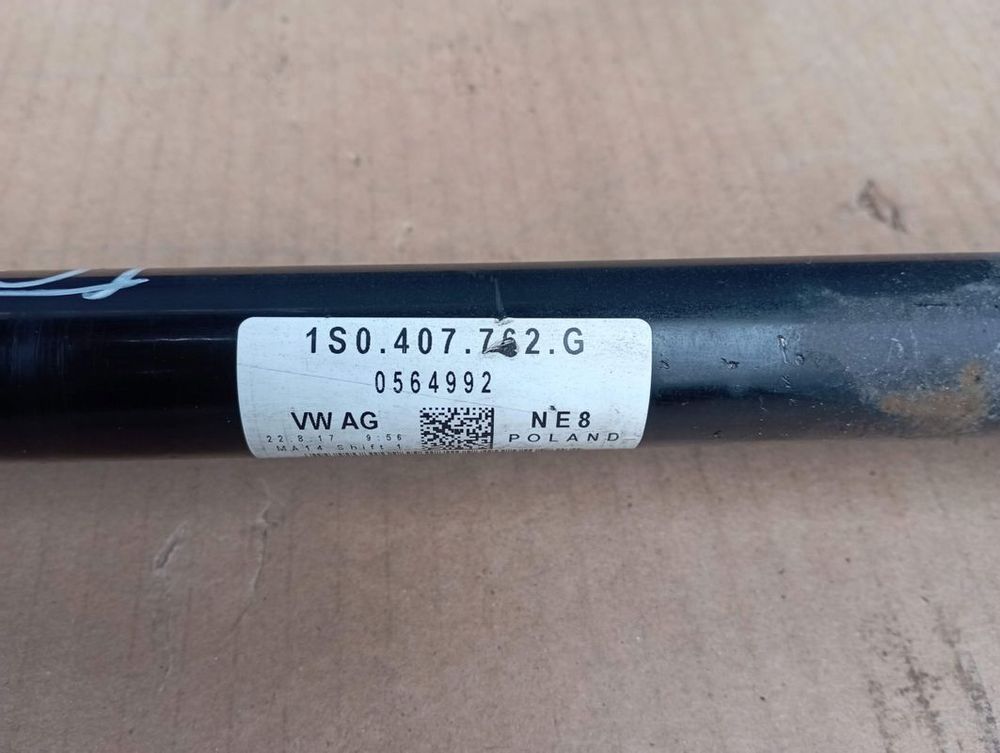 1S0.407.762.G
0564992
VW AG NE8
22.8.17 9:56 POLAND
MA14 Shift 1